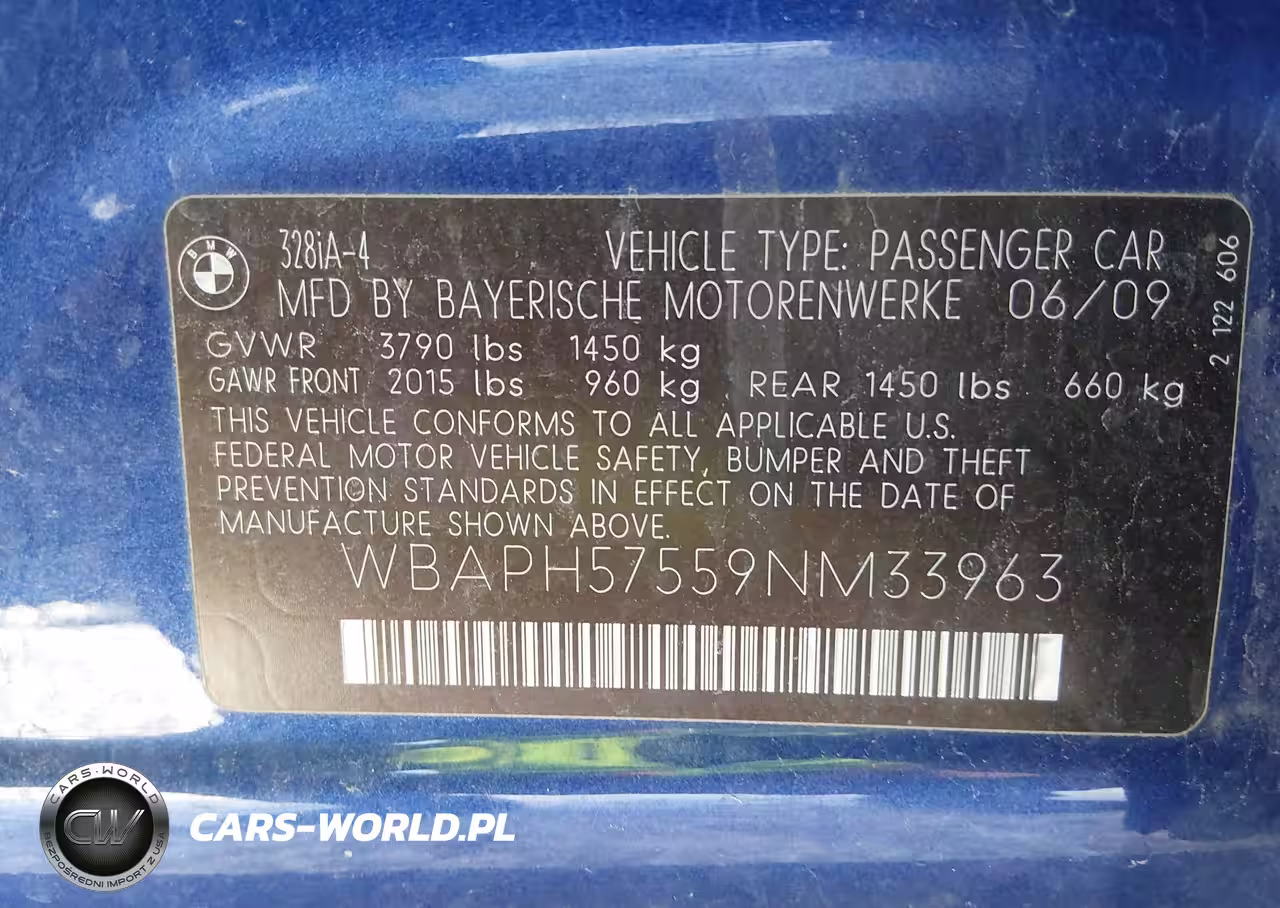 BMW
328iA-4 VEHICLE TYPE: PASSENGER CAR
MFD BY BAYERISCHE MOTORENWERKE 06/09
GVWR 3790 lbs 1450 kg
GAWR FRONT 2015 lbs 960 kg REAR 1450 lbs 660 kg
THIS VEHICLE CONFORMS TO ALL APPLICABLE U.S.
FEDERAL MOTOR VEHICLE SAFETY, BUMPER AND THEFT
PREVENTION STANDARDS IN EFFECT ON THE DATE OF
MANUFACTURE SHOWN ABOVE.
WBAPH57559NM33963
2 122 606
CARS-WORLD
CW
BEZPOŚREDNI IMPORT Z USA
CARS-WORLD.PL